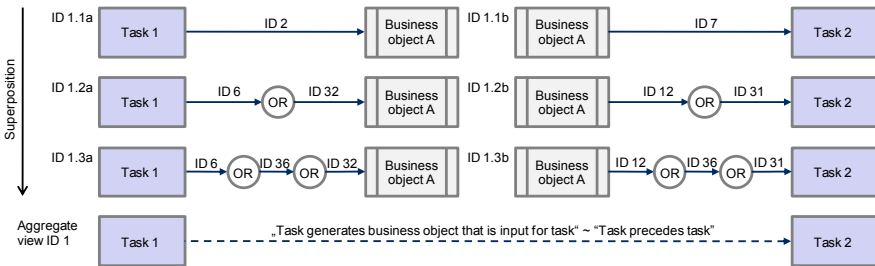 ID 1.1a
Task 1
ID 2
Business
object A
ID 1.1b
Business
object A
ID 7
Task 2
ID 1.2a
Task 1
ID 6
OR
ID 32
Business
object A
ID 1.2b
Business
object A
ID 12
OR
ID 31
Task 2
ID 1.3a
Task 1
ID 6
OR
ID 36
OR
ID 32
Business
object A
ID 1.3b
Business
object A
ID 12
OR
ID 36
OR
ID 31
Task 2
Superposition
Aggregate
view ID 1
Task 1
„Task generates business object that is input for task“ ~ “Task precedes task”
Task 2